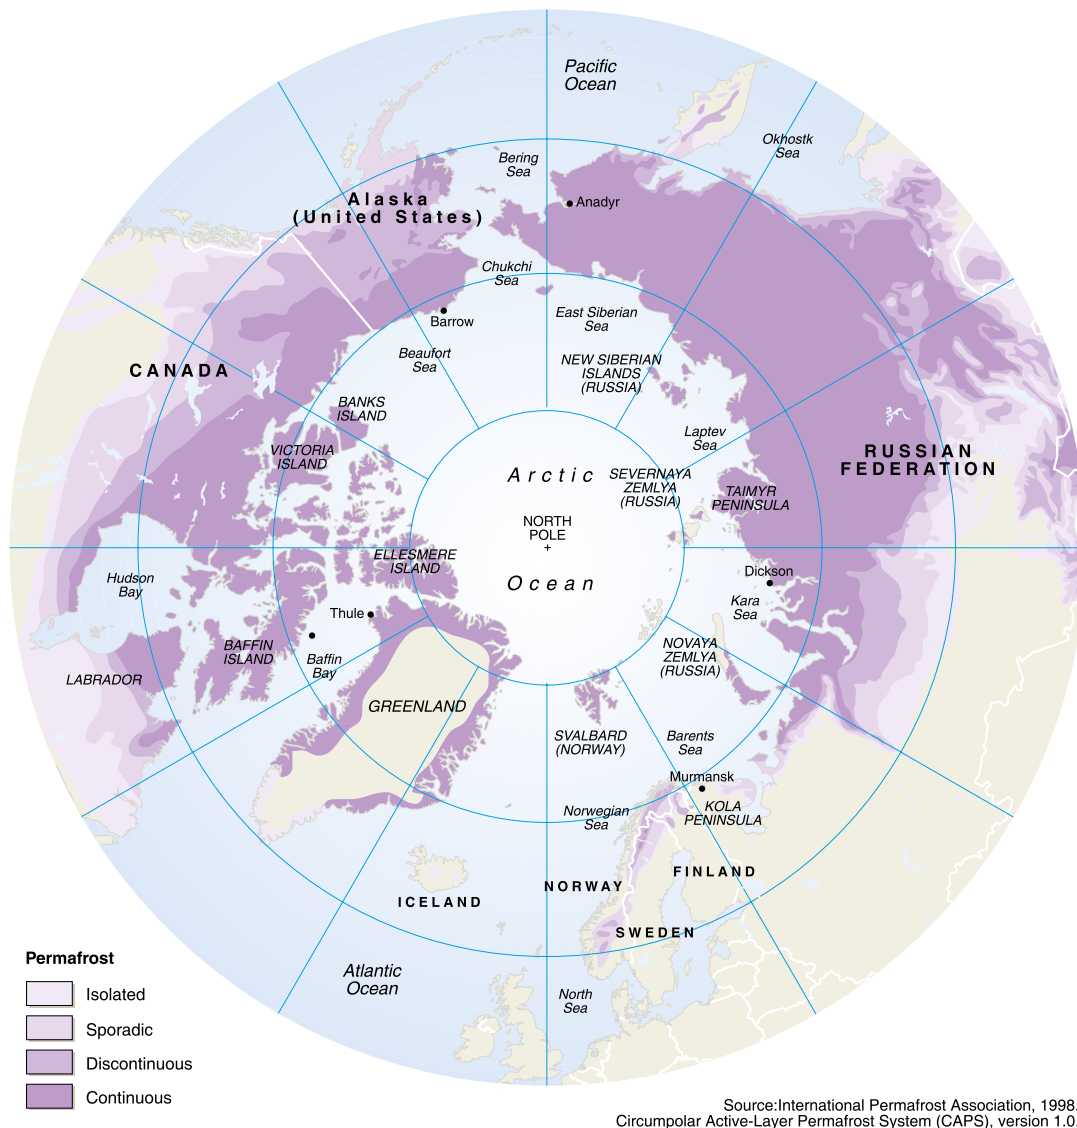 Pacific
Ocean
Okhostk
Sea
Bering
Sea
Alaska
(United States)
Anadyr
Chukchi
Sea
East Siberian
Sea
Barrow
Beaufort
Sea
NEW SIBERIAN
ISLANDS
(RUSSIA)
CANADA
BANKS
ISLAND
VICTORIA
ISLAND
Laptev
Sea
RUSSIAN
FEDERATION
Arctic
SEVERNAYA
ZEMLYA
(RUSSIA)
TAIMYR
PENINSULA
NORTH
POLE
+
Ocean
ELLESMERE
ISLAND
Hudson
Bay
Dickson
Kara
Sea
Thule
BAFFIN
ISLAND
Baffin
Bay
NOVAYA
ZEMLYA
(RUSSIA)
LABRADOR
GREENLAND
SVALBARD
(NORWAY)
Barents
Sea
Murmansk
KOLA
PENINSULA
Norwegian
Sea
FINLAND
NORWAY
ICELAND
SWEDEN
Atlantic
Ocean
North
Sea
Permafrost
Isolated
Sporadic
Discontinuous
Continuous
Source:International Permafrost Association, 1998.
Circumpolar Active-Layer Permafrost System (CAPS), version 1.0.